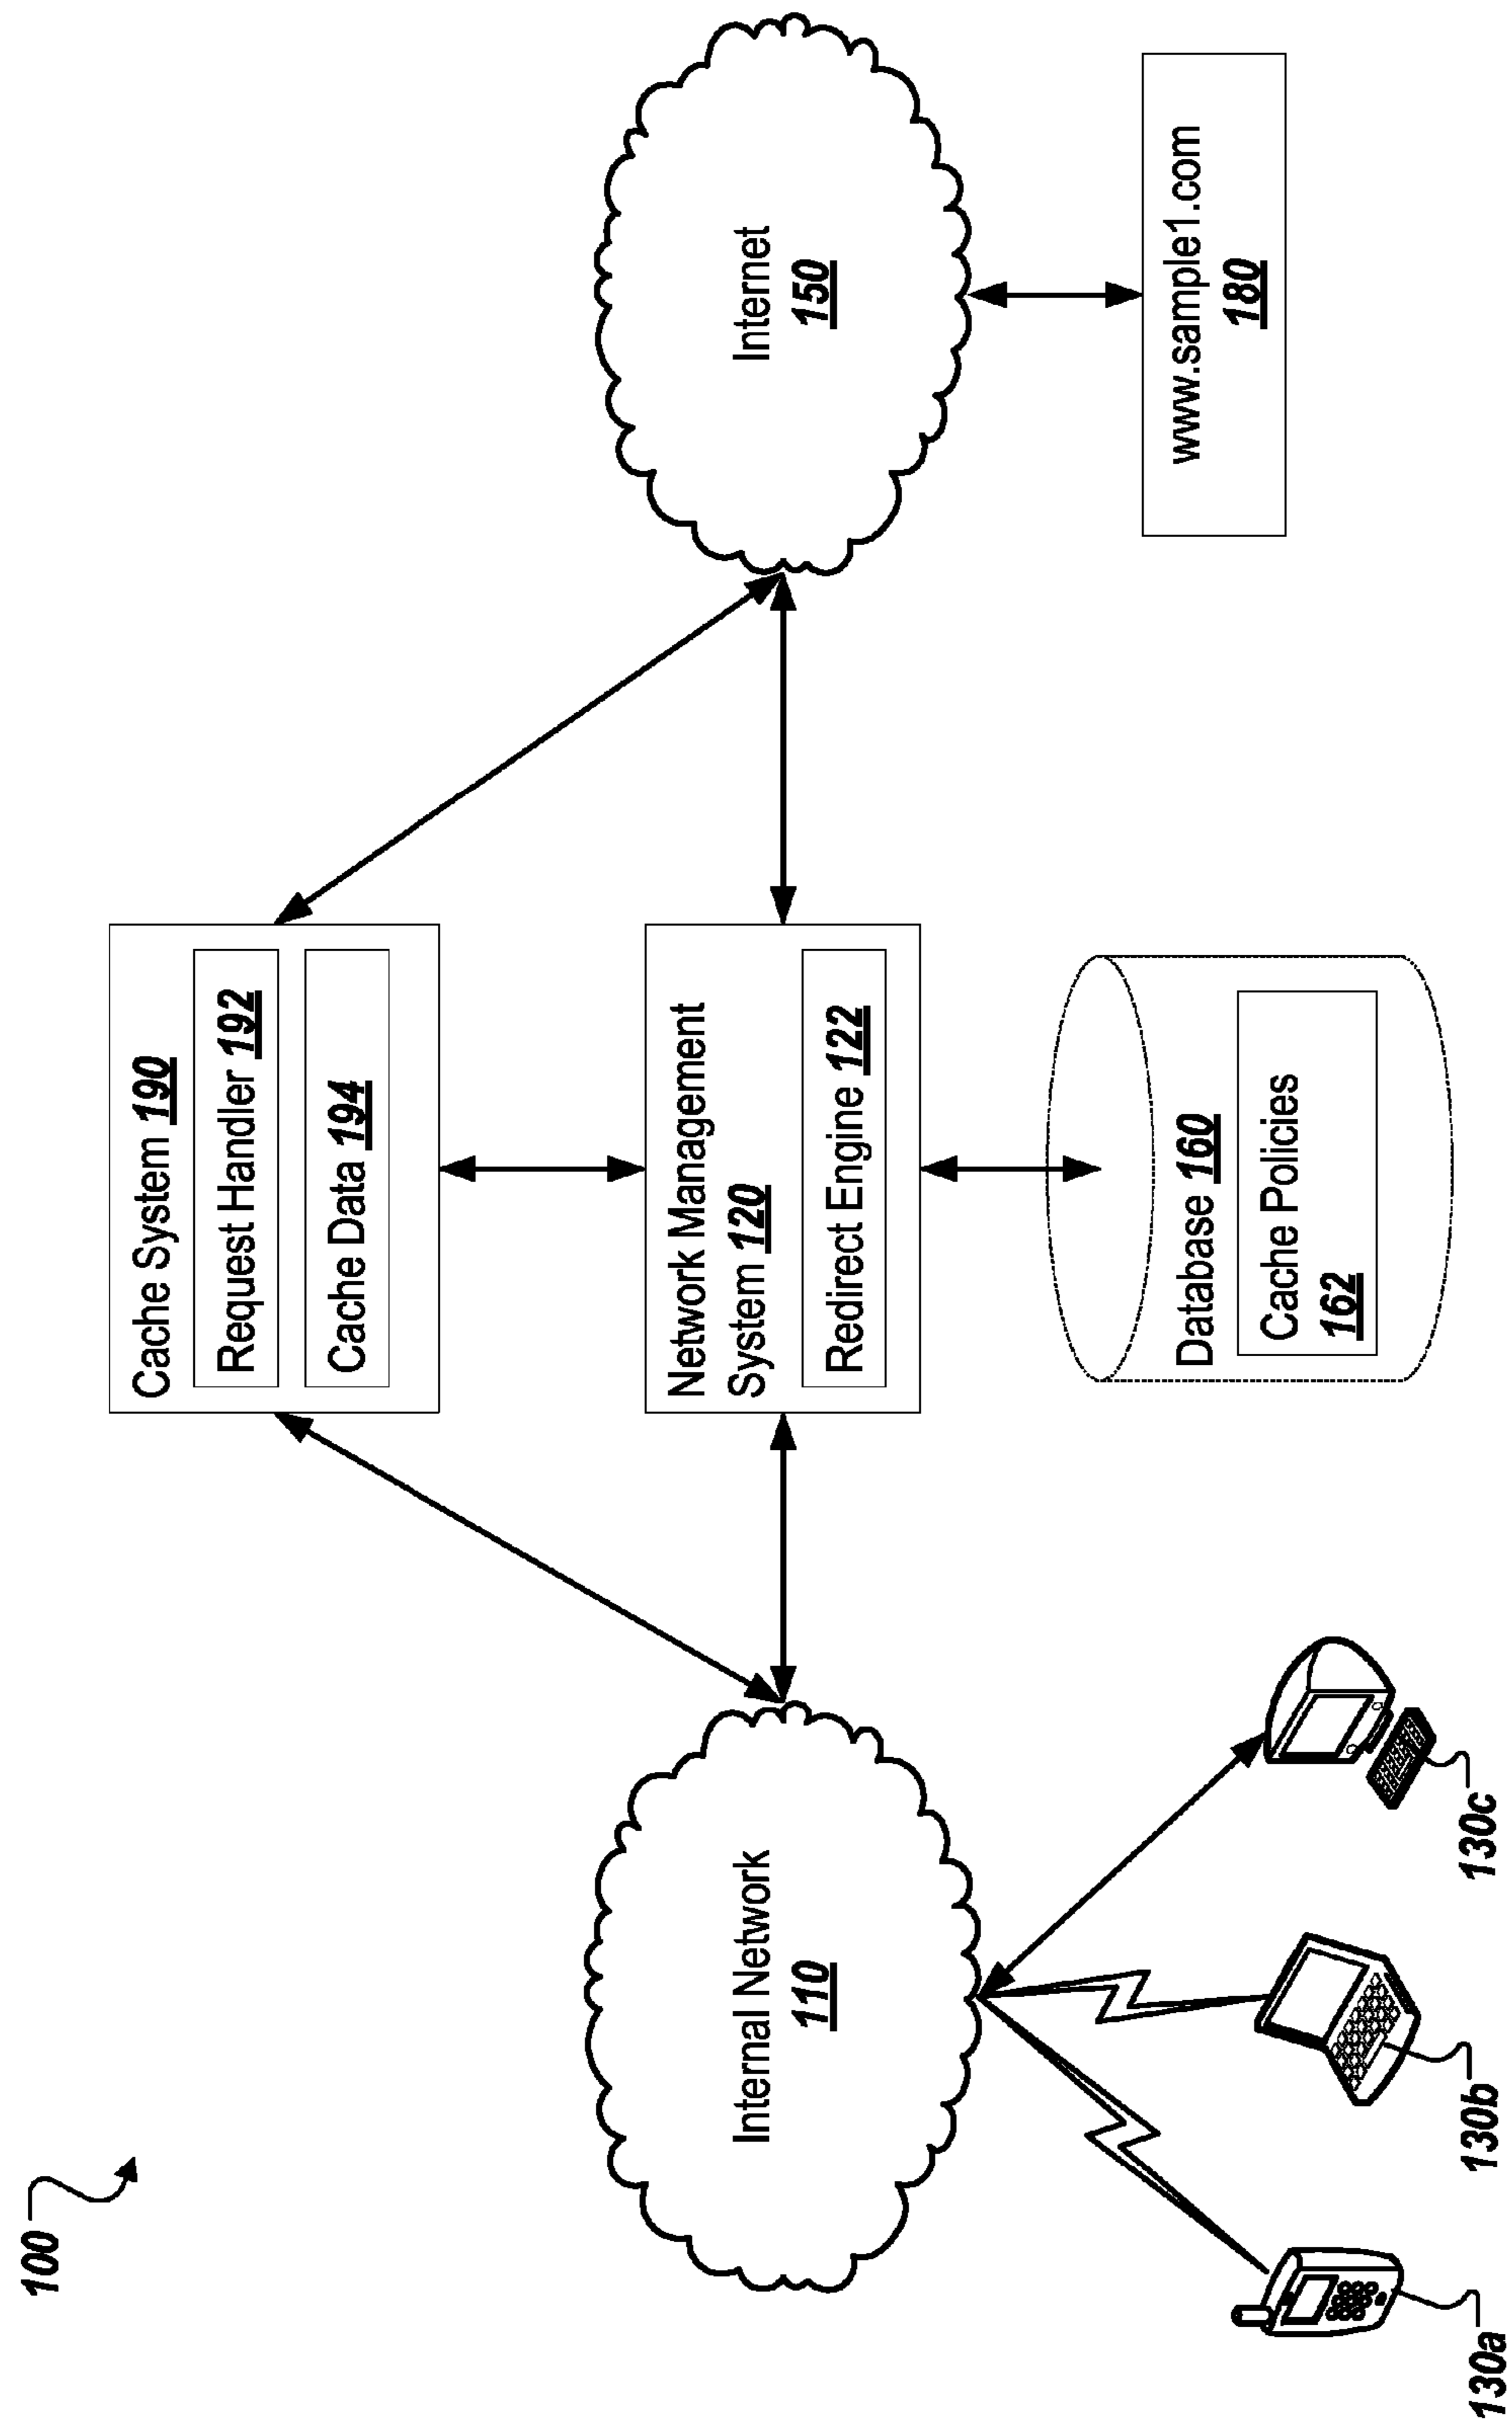 100
Cache System 190
Request Handler 192
Cache Data 194
Internal Network
110
Network Management
System 120
Redirect Engine 122
Internet
150
Database 160
Cache Policies
162
www.sample1.com
180
130a
130b
130c